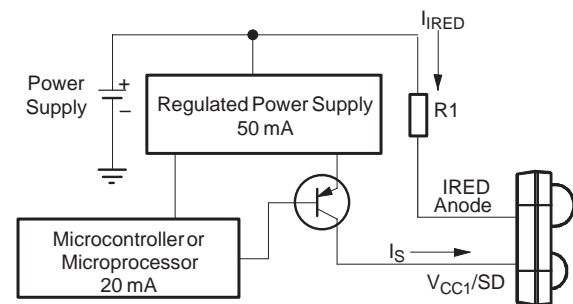 I_IRED
Power
Supply
+
–
Regulated Power Supply
50 mA
R1
IRED
Anode
Microcontroller or
Microprocessor
20 mA
I_S
V_CC1/SD